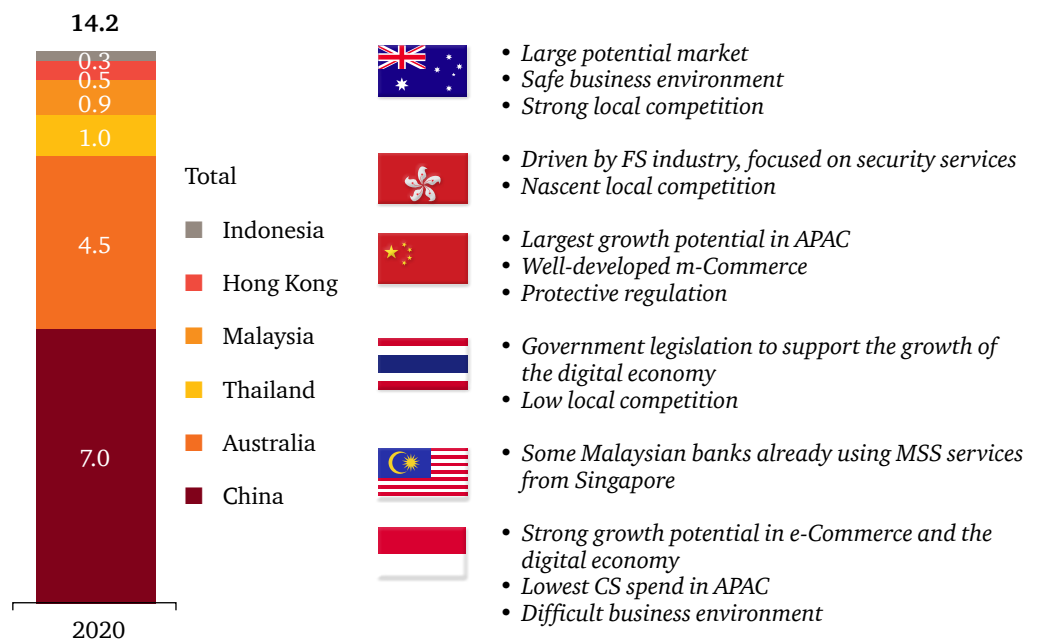 14.2
0.3
0.5
0.9
1.0
4.5
7.0
2020
Total
Indonesia
Hong Kong
Malaysia
Thailand
Australia
China
• Large potential market
• Safe business environment
• Strong local competition
• Driven by FS industry, focused on security services
• Nascent local competition
• Largest growth potential in APAC
• Well-developed m-Commerce
• Protective regulation
• Government legislation to support the growth of
the digital economy
• Low local competition
• Some Malaysian banks already using MSS services
from Singapore
• Strong growth potential in e-Commerce and the
digital economy
• Lowest CS spend in APAC
• Difficult business environment